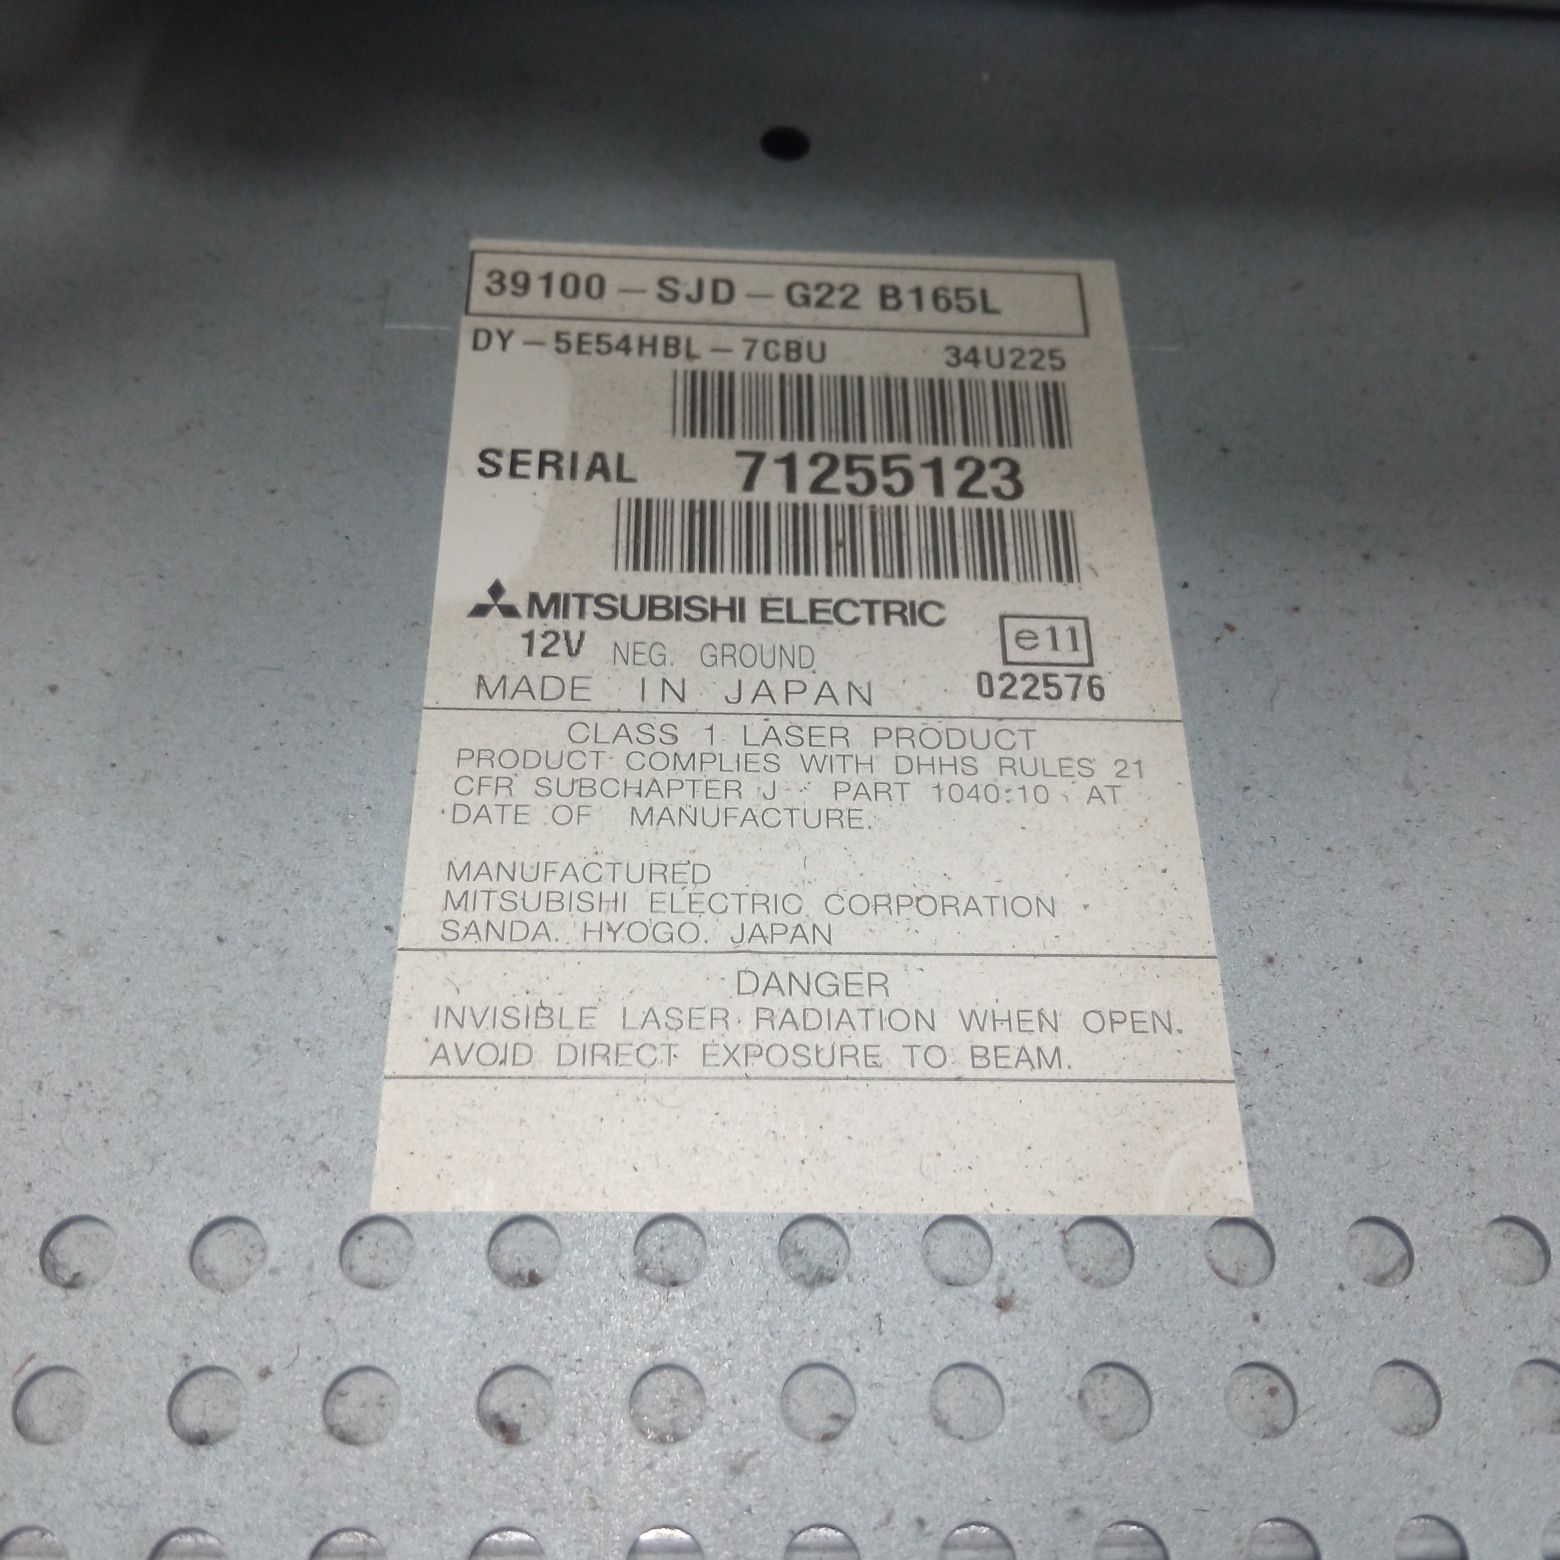 39100-SJD-G22 B165L
DY-5E54HBL-7CBU 34U225
SERIAL 71255123
MITSUBISHI ELECTRIC
12V NEG. GROUND e11
MADE IN JAPAN 022576
CLASS 1 LASER PRODUCT
PRODUCT COMPLIES WITH DHHS RULES 21
CFR SUBCHAPTER J PART 1040:10 AT
DATE OF MANUFACTURE.
MANUFACTURED
MITSUBISHI ELECTRIC CORPORATION
SANDA. HYOGO. JAPAN
DANGER
INVISIBLE LASER RADIATION WHEN OPEN.
AVOID DIRECT EXPOSURE TO BEAM.